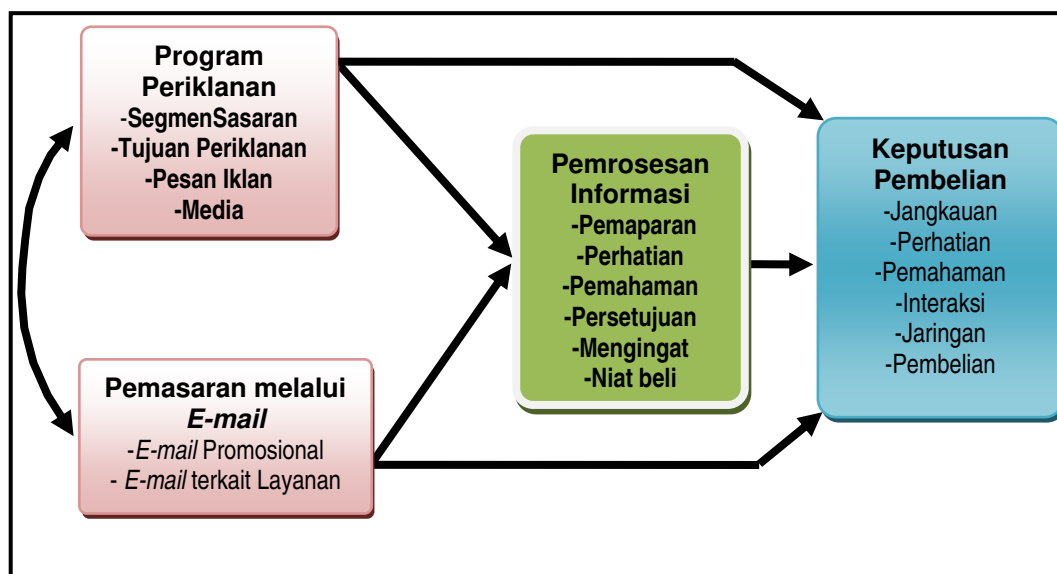 Program
Periklanan
-SegmenSasaran
-Tujuan Periklanan
-Pesan Iklan
-Media
Pemasaran melalui
E-mail
-E-mail Promosional
- E-mail terkait Layanan
Pemrosesan
Informasi
-Pemaparan
-Perhatian
-Pemahaman
-Persetujuan
-Mengingat
-Niat beli
Keputusan
Pembelian
-Jangkauan
-Perhatian
-Pemahaman
-Interaksi
-Jaringan
-Pembelian